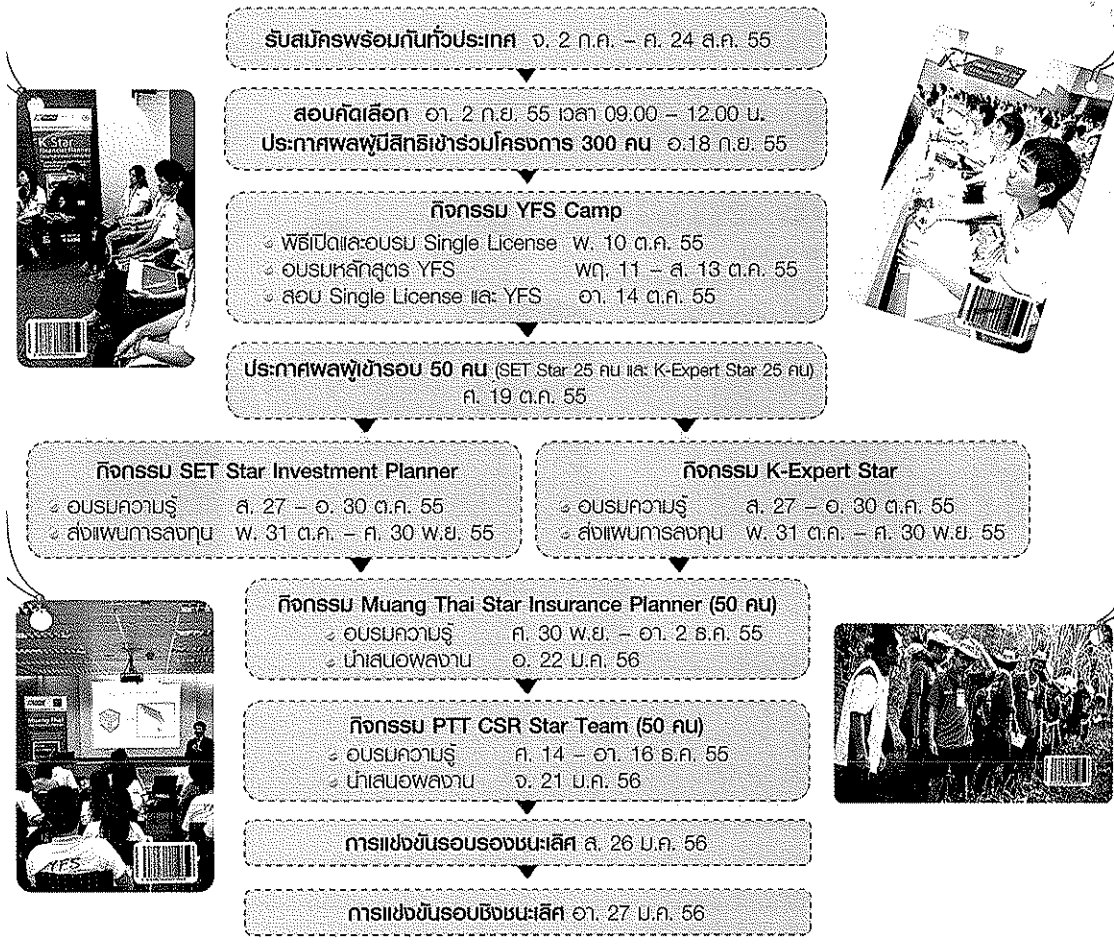 รับสมัครพร้อมกันทั่วประเทศ จ. 2 ก.ค. – ศ. 24 ส.ค. 55
สอบคัดเลือก อา. 2 ก.ย. 55 เวลา 09.00 – 12.00 น.
ประกาศผลผู้มีสิทธิเข้าร่วมโครงการ 300 คน อ.18 ก.ย. 55
กิจกรรม YFS Camp
พิธีเปิดและอบรม Single License พ. 10 ต.ค. 55
อบรมหลักสูตร YFS พฤ. 11 – ส. 13 ต.ค. 55
สอบ Single License และ YFS อา. 14 ต.ค. 55
ประกาศผลผู้เข้ารอบ 50 คน (SET Star 25 คน และ K-Expert Star 25 คน)
ศ. 19 ต.ค. 55
กิจกรรม SET Star Investment Planner
อบรมความรู้ ส. 27 – อ. 30 ต.ค. 55
ส่งแผนการลงทุน พ. 31 ต.ค. – ศ. 30 พ.ย. 55
กิจกรรม K-Expert Star
อบรมความรู้ ส. 27 – อ. 30 ต.ค. 55
ส่งแผนการลงทุน พ. 31 ต.ค. – ศ. 30 พ.ย. 55
กิจกรรม Muang Thai Star Insurance Planner (50 คน)
อบรมความรู้ ศ. 30 พ.ย. – อา. 2 ธ.ค. 55
นำเสนอผลงาน อ. 22 ม.ค. 56
กิจกรรม PTT CSR Star Team (50 คน)
อบรมความรู้ ศ. 14 – อา. 16 ธ.ค. 55
นำเสนอผลงาน จ. 21 ม.ค. 56
การแข่งขันรอบรองชนะเลิศ ส. 26 ม.ค. 56
การแข่งขันรอบชิงชนะเลิศ อา. 27 ม.ค. 56
K Star
Muang Thai
YFS